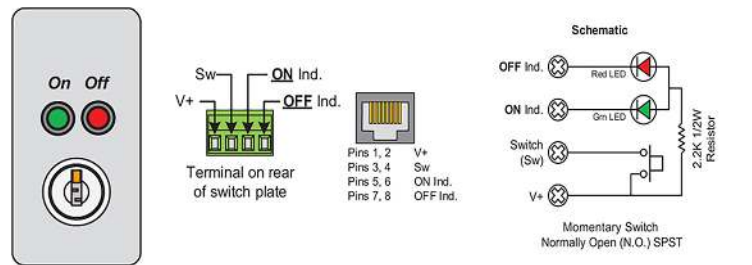 On Off
Sw
ON Ind.
V+
OFF Ind.
Terminal on rear
of switch plate
Pins 1, 2 V+
Pins 3, 4 Sw
Pins 5, 6 ON Ind.
Pins 7, 8 OFF Ind.
Schematic
OFF Ind.
Red LED
ON Ind.
Grn LED
Switch
(Sw)
V+
2.2K 1/2W
Resistor
Momentary Switch
Normally Open (N.O.) SPST